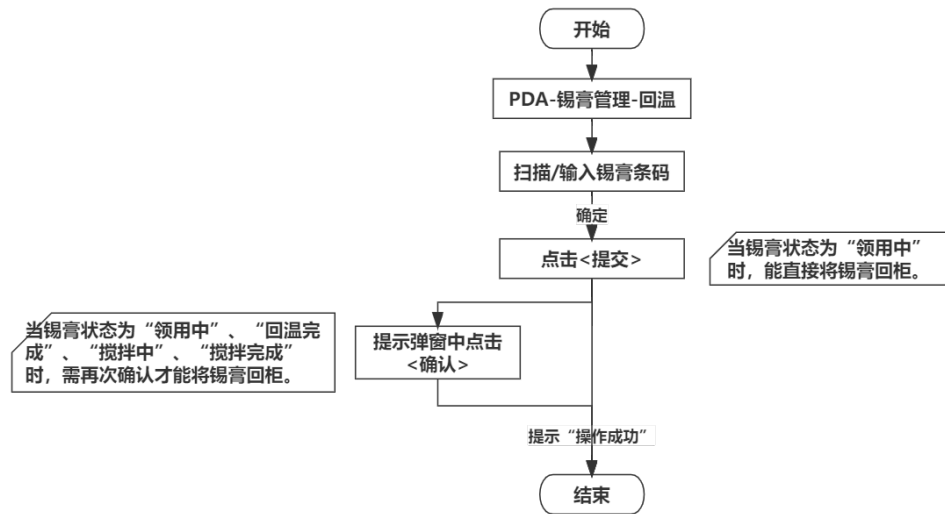 开始
PDA-锡膏管理-回温
扫描/输入锡膏条码
确定
点击<提交>
当锡膏状态为“领用中”
时，能直接将锡膏回柜。
当锡膏状态为“领用中”、“回温完
成”、“搅拌中”、“搅拌完成”
时，需再次确认才能将锡膏回柜。
提示弹窗中点击
<确认>
提示“操作成功”
结束